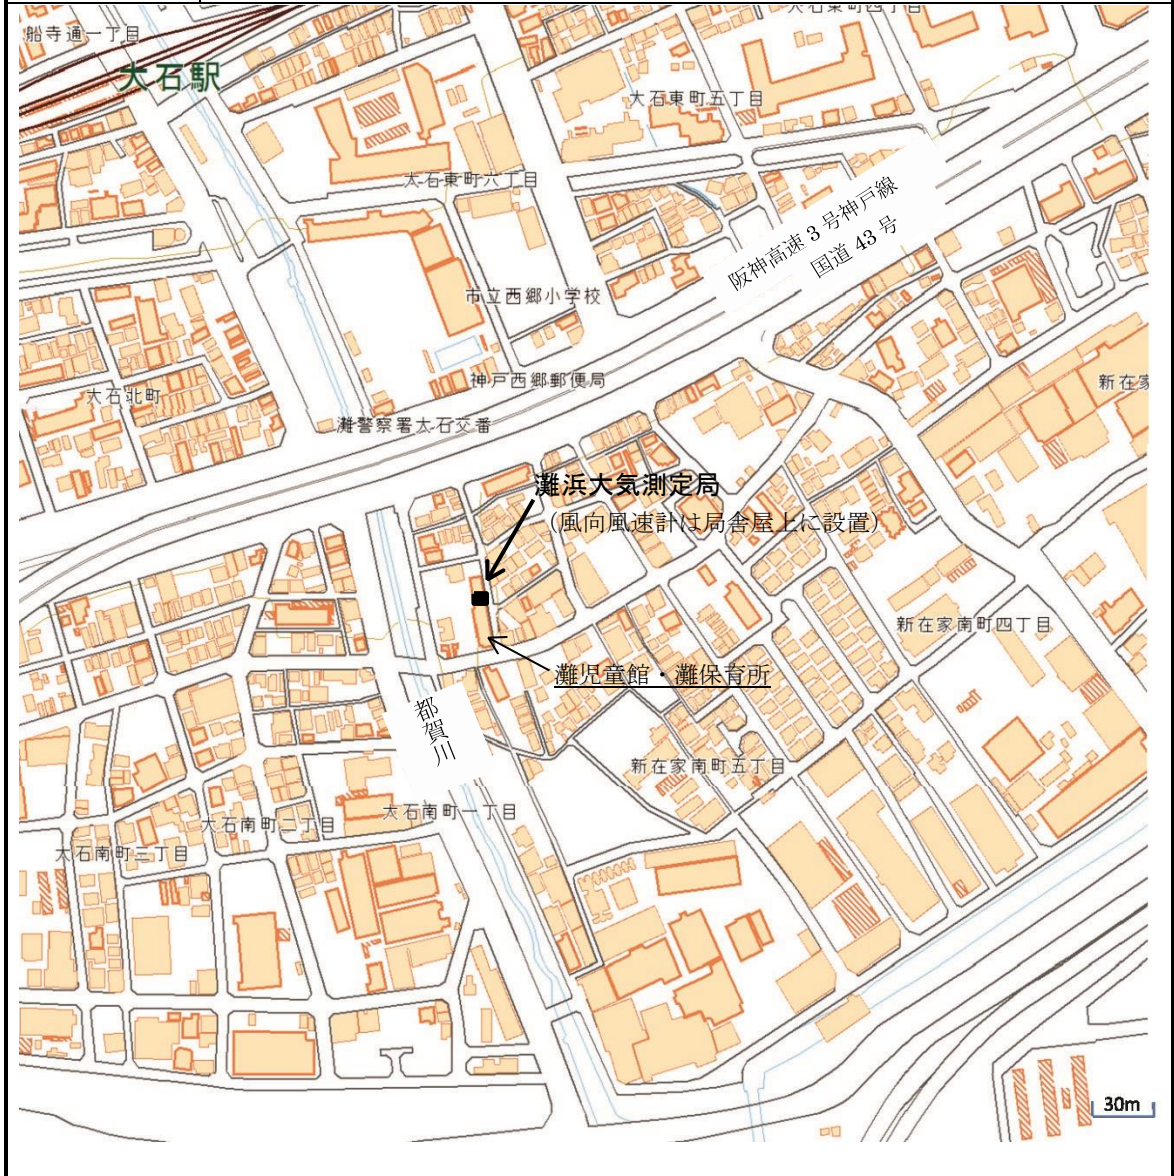 船寺通一丁目
大石東町四丁目
大石駅
大石東町五丁目
大石東町六丁目
阪神高速3号神戸線
国道43号
市立西郷小学校
神戸西郷郵便局
新在家
大石北町
灘警察署大石交番
灘浜大気測定局
(風向風速計は局舎屋上に設置)
新在家南町四丁目
灘児童館・灘保育所
都賀川
新在家南町五丁目
大石南町一丁目
大石南町二丁目
大石南町三丁目
30m